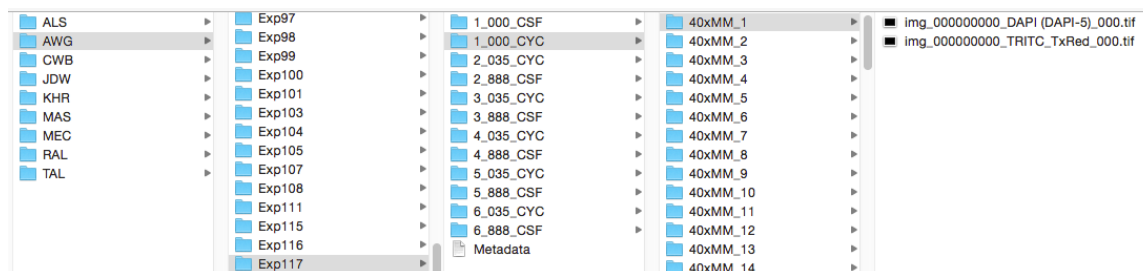 ALS
AWG
CWB
JDW
KHR
MAS
MEC
RAL
TAL
Exp97
Exp98
Exp99
Exp100
Exp101
Exp103
Exp104
Exp105
Exp107
Exp108
Exp111
Exp115
Exp116
Exp117
1_000_CSF
1_000_CYC
2_035_CYC
2_888_CSF
3_035_CYC
3_888_CSF
4_035_CYC
4_888_CSF
5_035_CYC
5_888_CSF
6_035_CYC
6_888_CSF
Metadata
40xMM_1
40xMM_2
40xMM_3
40xMM_4
40xMM_5
40xMM_6
40xMM_7
40xMM_8
40xMM_9
40xMM_10
40xMM_11
40xMM_12
40xMM_13
40xMM_14
img_000000000_DAPI (DAPI-5)_000.tif
img_000000000_TRITC_TxRed_000.tif